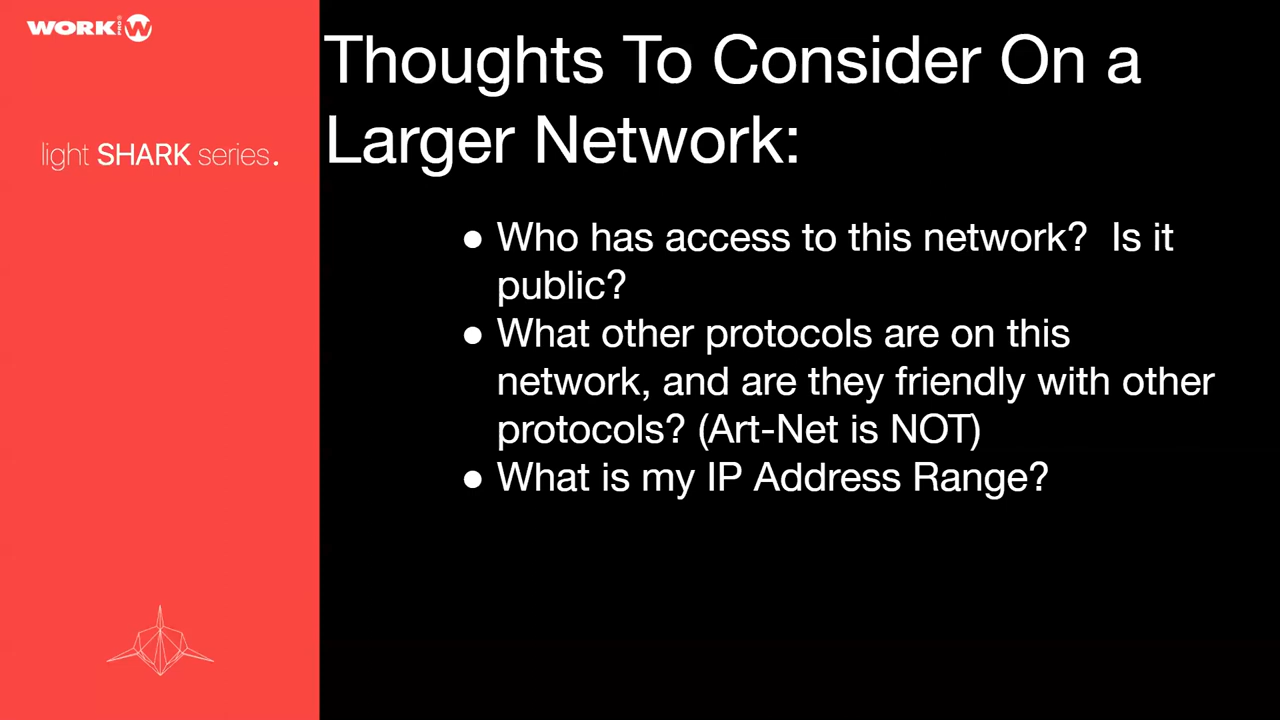 WORK PRO W
light SHARK series.
Thoughts To Consider On a
Larger Network:
● Who has access to this network?  Is it
public?
● What other protocols are on this
network, and are they friendly with other
protocols? (Art-Net is NOT)
● What is my IP Address Range?